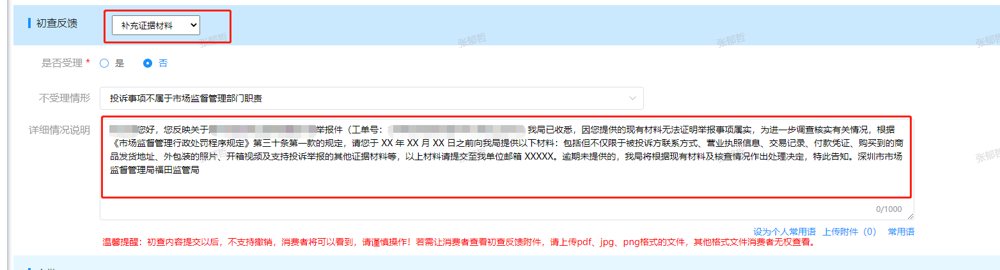 初查反馈 补充证据材料
张郁哲 张郁哲 张郁哲 张郁哲
是否受理 * 是 否
不受理情形 投诉事项不属于市场监督管理部门职责
详细情况说明 您好，您反映关于 举报件（工单号： 我局已收悉，因您提供的现有材料无法证明举报事项属实，为进一步调查核实有关情况，根据
《市场监督管理行政处罚程序规定》第三十条第一款的规定，请您于 XX 年 XX 月 XX 日之前向我局提供以下材料：包括但不仅限于被投诉方联系方式、营业执照信息、交易记录、付款凭证、购买到的商
品发货地址、外包装的照片、开箱视频及支持投诉举报的其他证据材料等，以上材料请提交至我单位邮箱 XXXXX。逾期未提供的，我局将根据现有材料及核查情况作出处理决定，特此告知。深圳市市场
张郁哲 张郁哲 张郁哲 张郁哲
监督管理局福田监管局
0/1000
设为个人常用语 上传附件（0） 常用语
温馨提醒：初查内容提交以后，不支持撤销，消费者将可以看到，请谨慎操作！若需让消费者查看初查反馈附件，请上传pdf、jpg、png格式的文件，其他格式文件消费者无权查看。